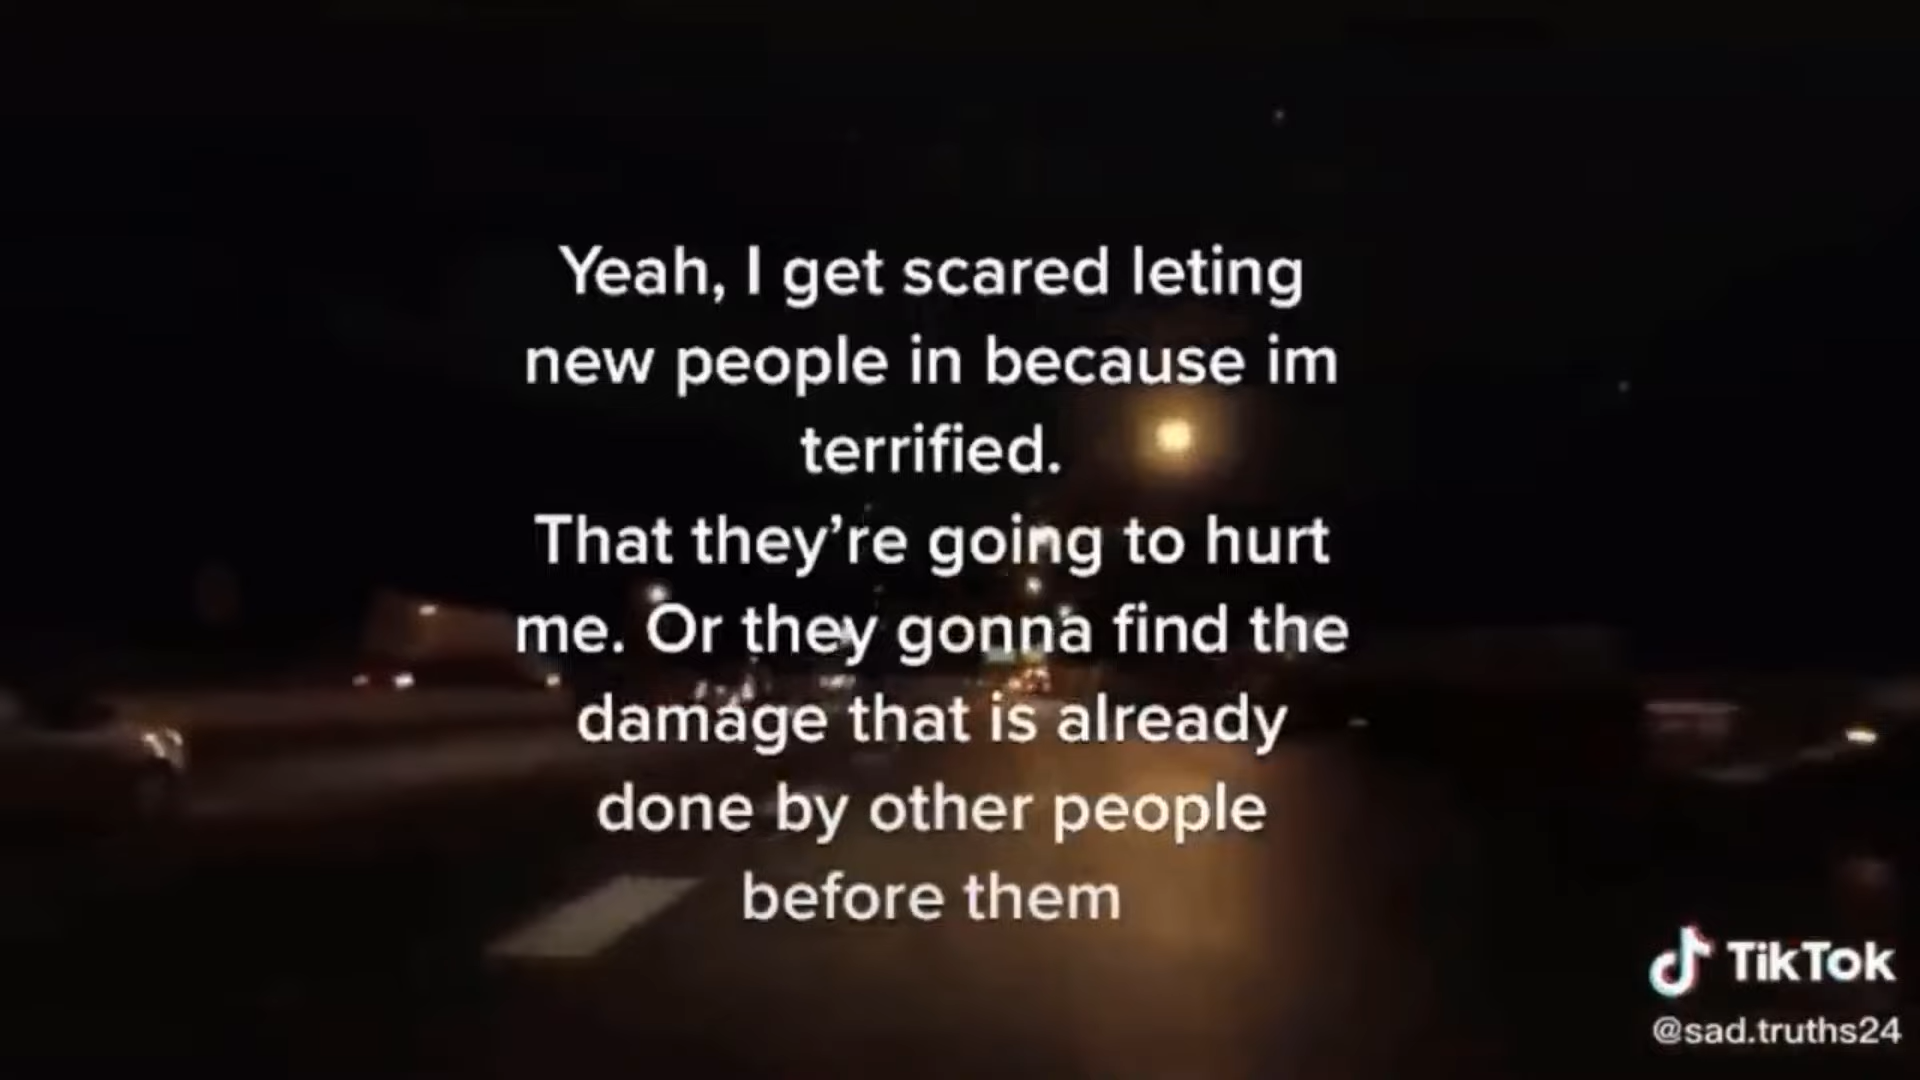 Yeah, I get scared leting
new people in because im
terrified.
That they’re going to hurt
me. Or they gonna find the
damage that is already
done by other people
before them
TikTok
@sad.truths24